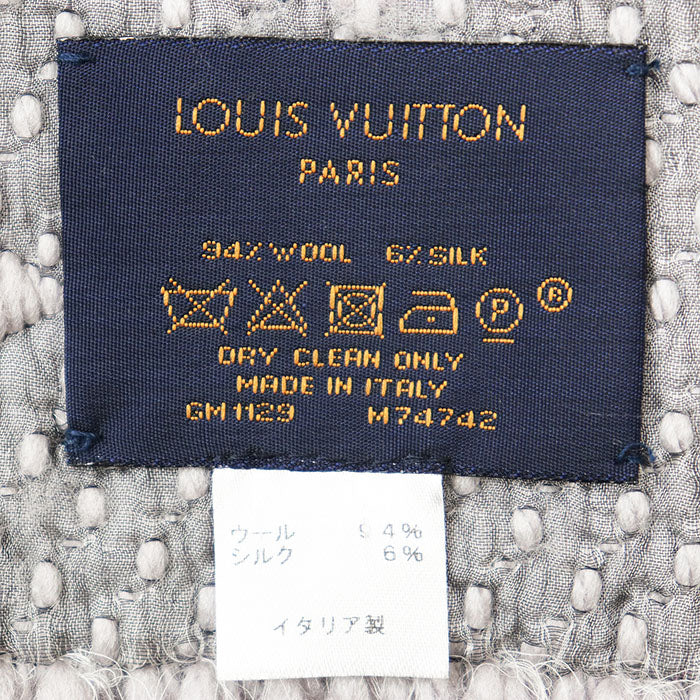 LOUIS VUITTON
PARIS
94% WOOL 6% SILK
P ®
DRY CLEAN ONLY
MADE IN ITALY
GM1129 M74742
ウール 94%
シルク 6%
イタリア製